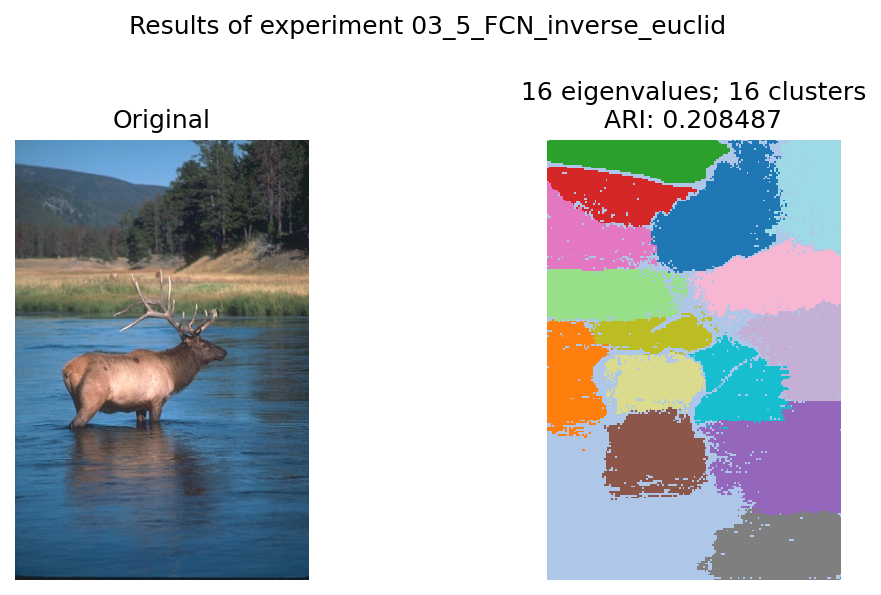 Results of experiment 03_5_FCN_inverse_euclid
Original
16 eigenvalues; 16 clusters
ARI: 0.208487